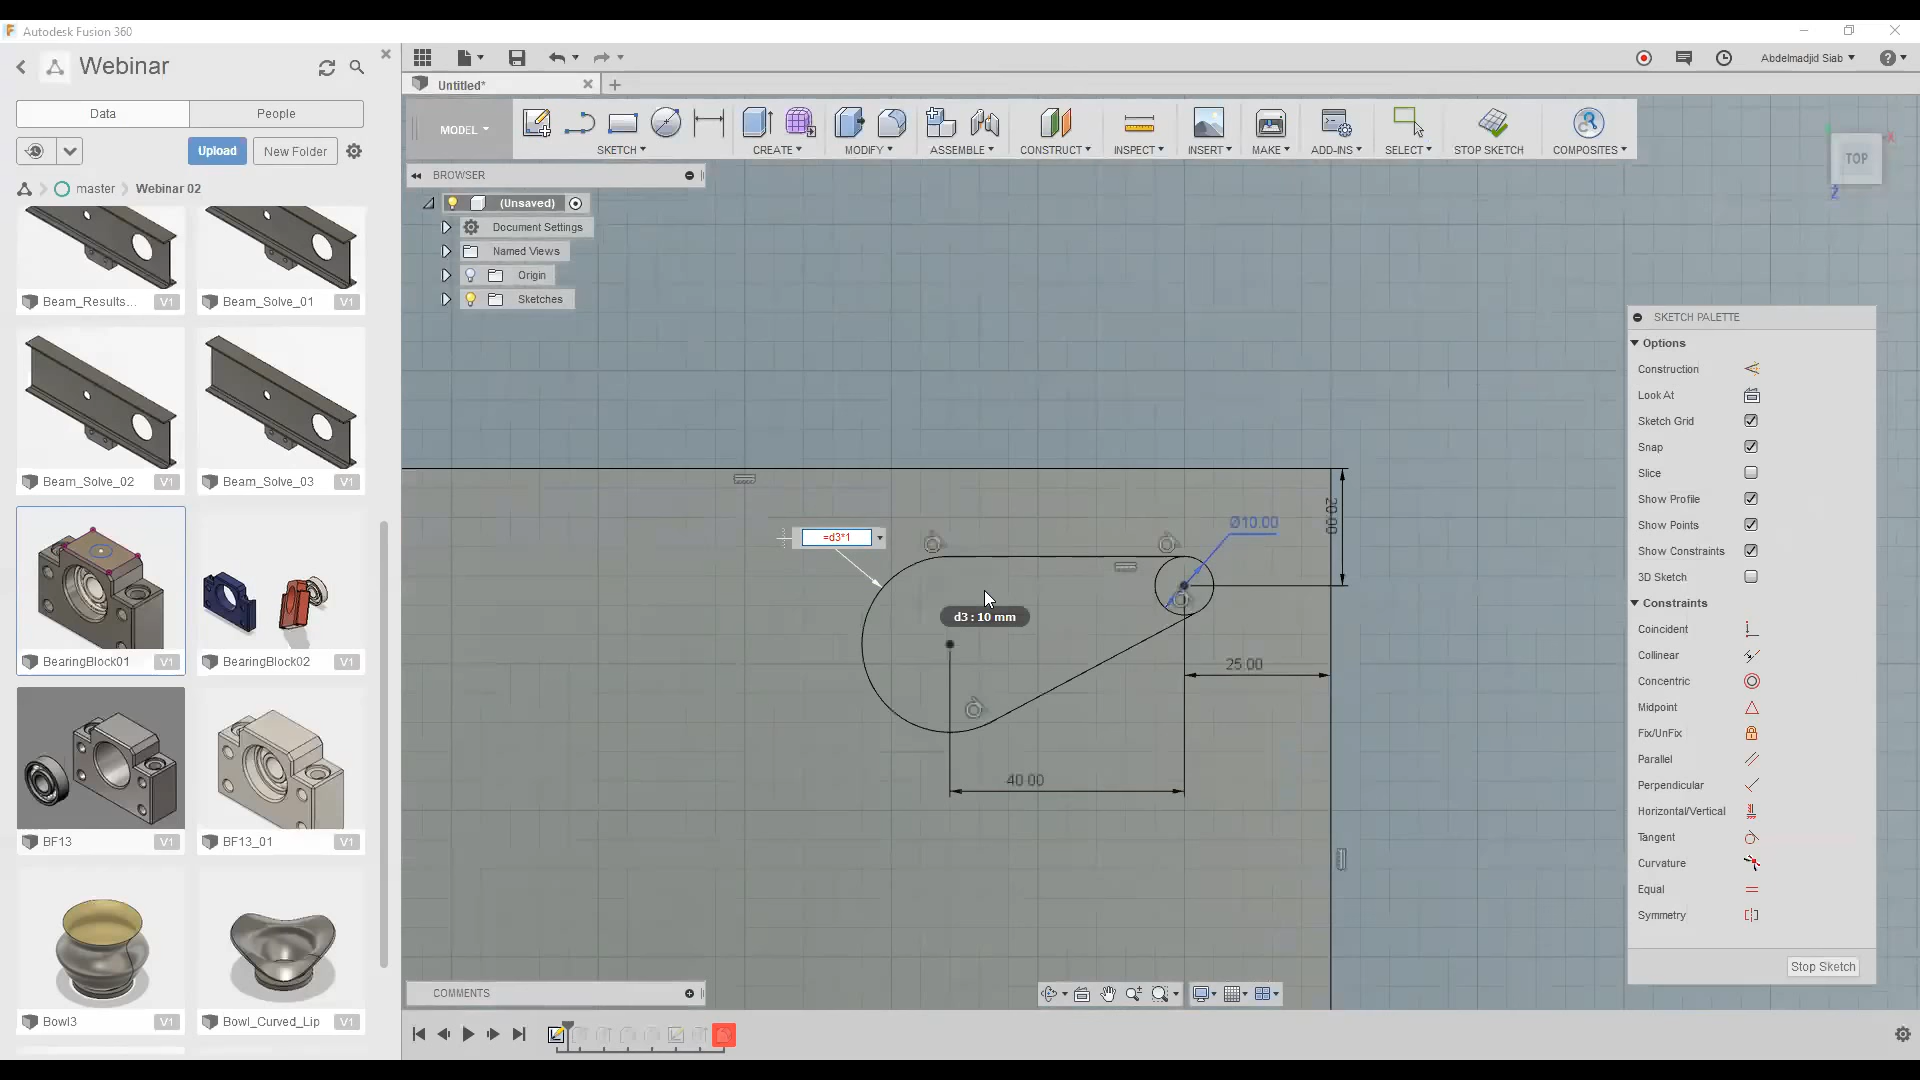 Autodesk Fusion 360
Webinar
Data
People
Upload
New Folder
master
Webinar 02
Beam_Results...
V1
Beam_Solve_01
V1
Beam_Solve_02
V1
Beam_Solve_03
V1
BearingBlock01
V1
BearingBlock02
V1
BF13
V1
BF13_01
V1
Bowl3
V1
Bowl_Curved_Lip
V1
Abdelmadjid Siab
Untitled*
MODEL
SKETCH
CREATE
MODIFY
ASSEMBLE
CONSTRUCT
INSPECT
INSERT
MAKE
ADD-INS
SELECT
STOP SKETCH
COMPOSITES
BROWSER
(Unsaved)
Document Settings
Named Views
Origin
Sketches
TOP
X
Z
=d3*1
d3 : 10 mm
Ø10.00
20.00
25.00
40.00
SKETCH PALETTE
Options
Construction
Look At
Sketch Grid
Snap
Slice
Show Profile
Show Points
Show Constraints
3D Sketch
Constraints
Coincident
Collinear
Concentric
Midpoint
Fix/UnFix
Parallel
Perpendicular
Horizontal/Vertical
Tangent
Curvature
Equal
Symmetry
Stop Sketch
COMMENTS